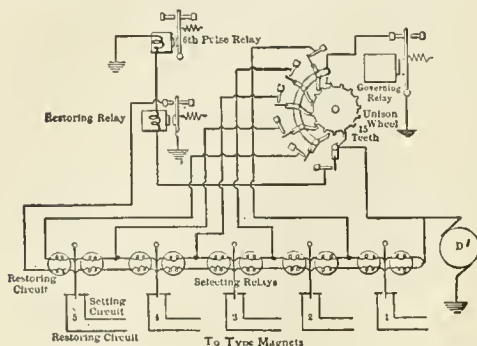 6th Pulse Relay
Governing
Relay
Restoring Relay
Unison
Wheel
15
Teeth
D'
Restoring
Circuit
Selecting Relays
Setting
Circuit
5
4
3
2
1
Restoring Circuit
To Type Magnets